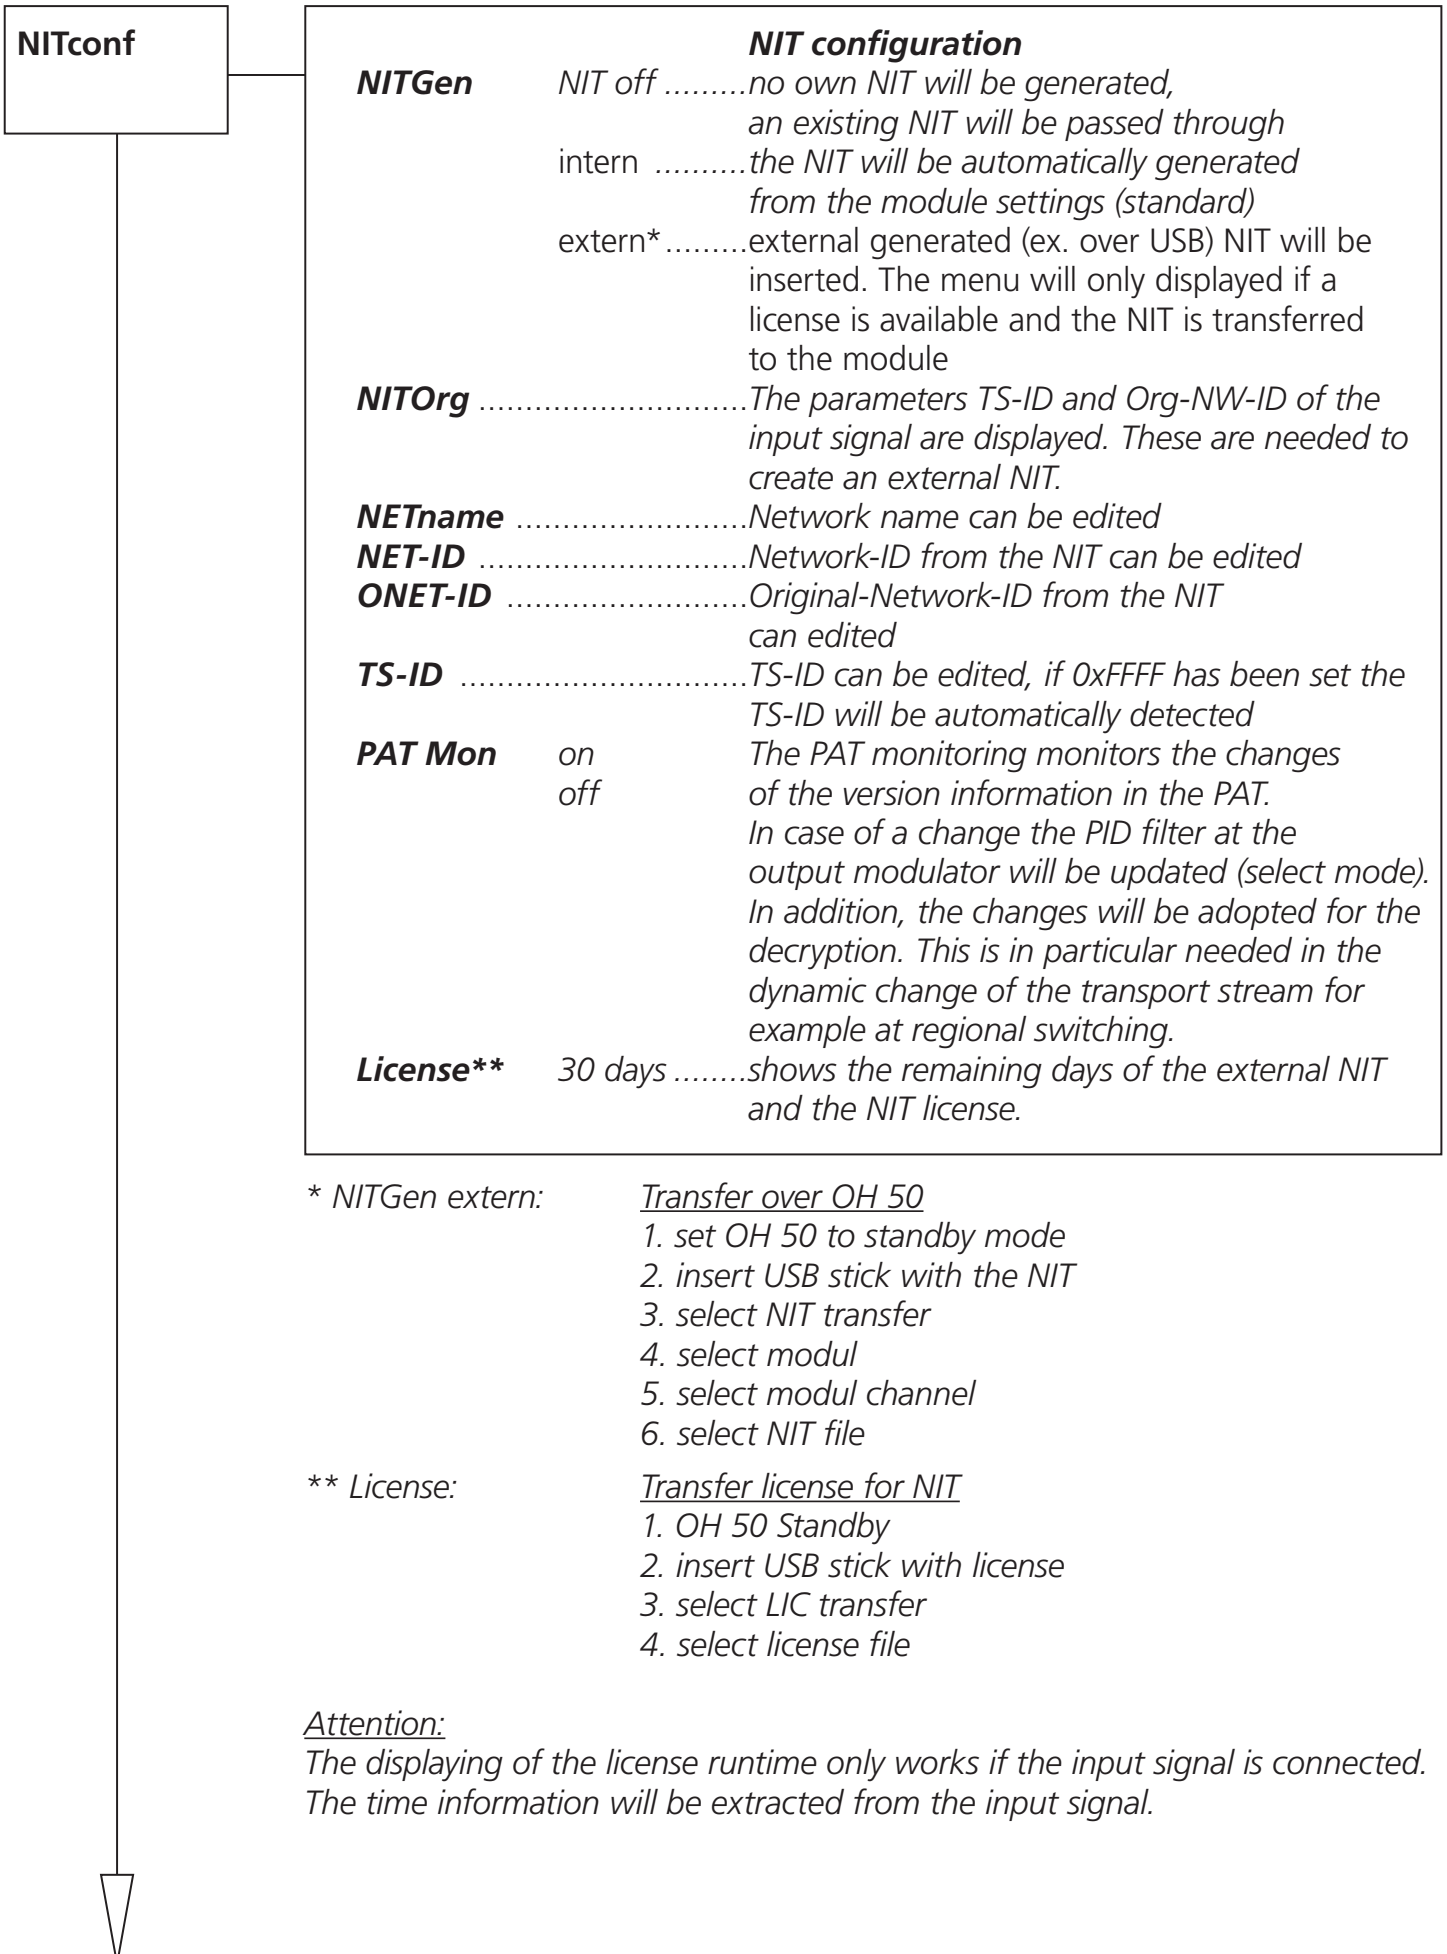 NITconf
NIT configuration
NITGen NIT off .........no own NIT will be generated,
an existing NIT will be passed through
intern ..........the NIT will be automatically generated
from the module settings (standard)
extern* .........external generated (ex. over USB) NIT will be
inserted. The menu will only displayed if a
license is available and the NIT is transferred
to the module
NITOrg .............................The parameters TS-ID and Org-NW-ID of the
input signal are displayed. These are needed to
create an external NIT.
NETname .........................Network name can be edited
NET-ID .............................Network-ID from the NIT can be edited
ONET-ID ..........................Original-Network-ID from the NIT
can edited
TS-ID ...............................TS-ID can be edited, if 0xFFFF has been set the
TS-ID will be automatically detected
PAT Mon on The PAT monitoring monitors the changes
off of the version information in the PAT.
In case of a change the PID filter at the
output modulator will be updated (select mode).
In addition, the changes will be adopted for the
decryption. This is in particular needed in the
dynamic change of the transport stream for
example at regional switching.
License** 30 days ........shows the remaining days of the external NIT
and the NIT license.
* NITGen extern: Transfer over OH 50
1. set OH 50 to standby mode
2. insert USB stick with the NIT
3. select NIT transfer
4. select modul
5. select modul channel
6. select NIT file
** License: Transfer license for NIT
1. OH 50 Standby
2. insert USB stick with license
3. select LIC transfer
4. select license file
Attention:
The displaying of the license runtime only works if the input signal is connected.
The time information will be extracted from the input signal.